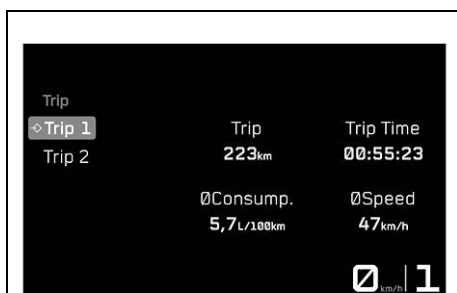 Trip
Trip 1
Trip 2
Trip
223km
Trip Time
00:55:23
ØConsump.
5,7L/100km
ØSpeed
47km/h
0 km/h 1